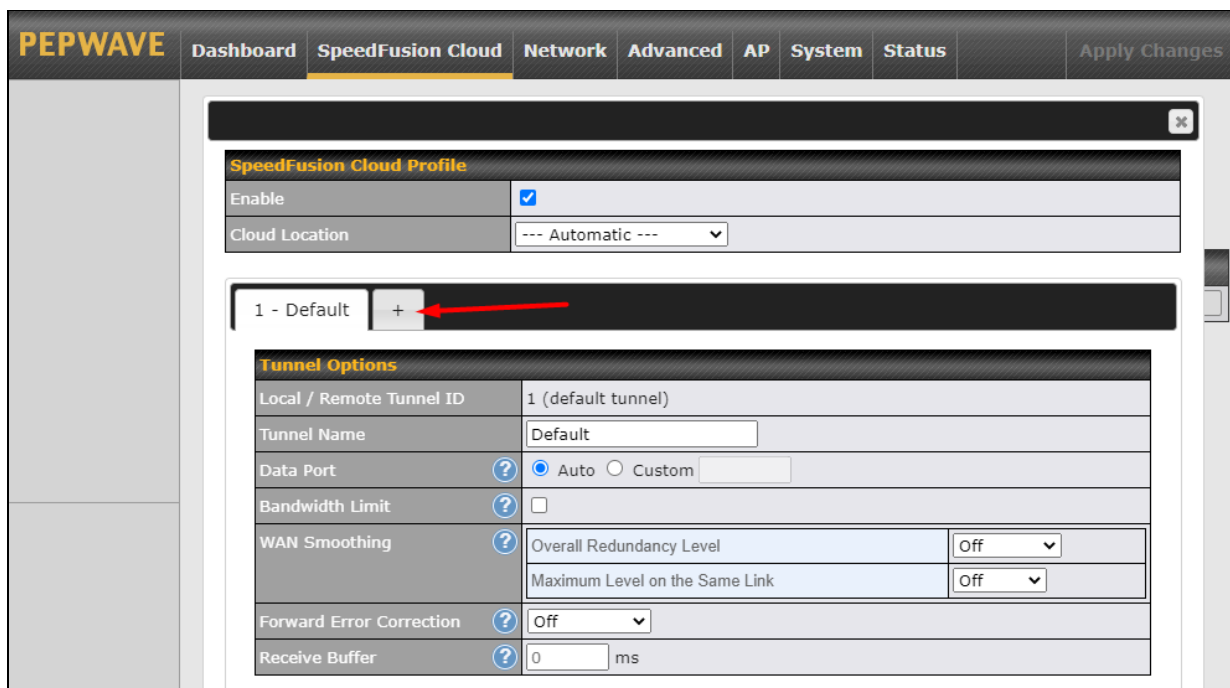 PEPWAVE Dashboard SpeedFusion Cloud Network Advanced AP System Status Apply Changes
SpeedFusion Cloud Profile
Enable
Cloud Location --- Automatic ---
1 - Default +
Tunnel Options
Local / Remote Tunnel ID 1 (default tunnel)
Tunnel Name Default
Data Port ? Auto Custom
Bandwidth Limit ?
WAN Smoothing ? Overall Redundancy Level Off
Maximum Level on the Same Link Off
Forward Error Correction ? Off
Receive Buffer ? 0 ms